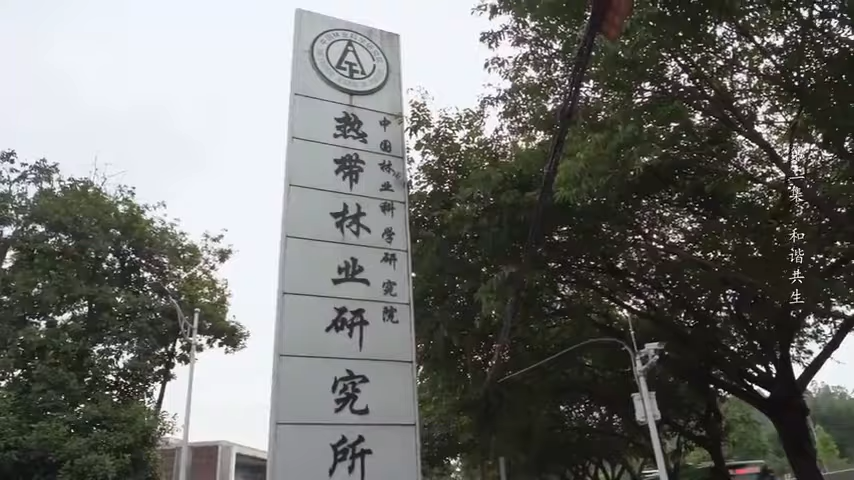 中国林业科学研究院
热带林业研究所
第二集 和谐共生